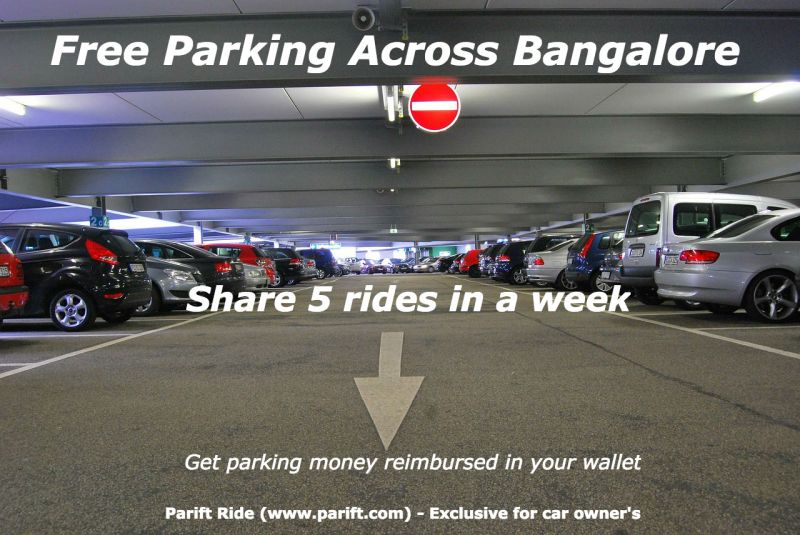 Free Parking Across Bangalore
Share 5 rides in a week
Get parking money reimbursed in your wallet
Parift Ride (www.parift.com) - Exclusive for car owner's